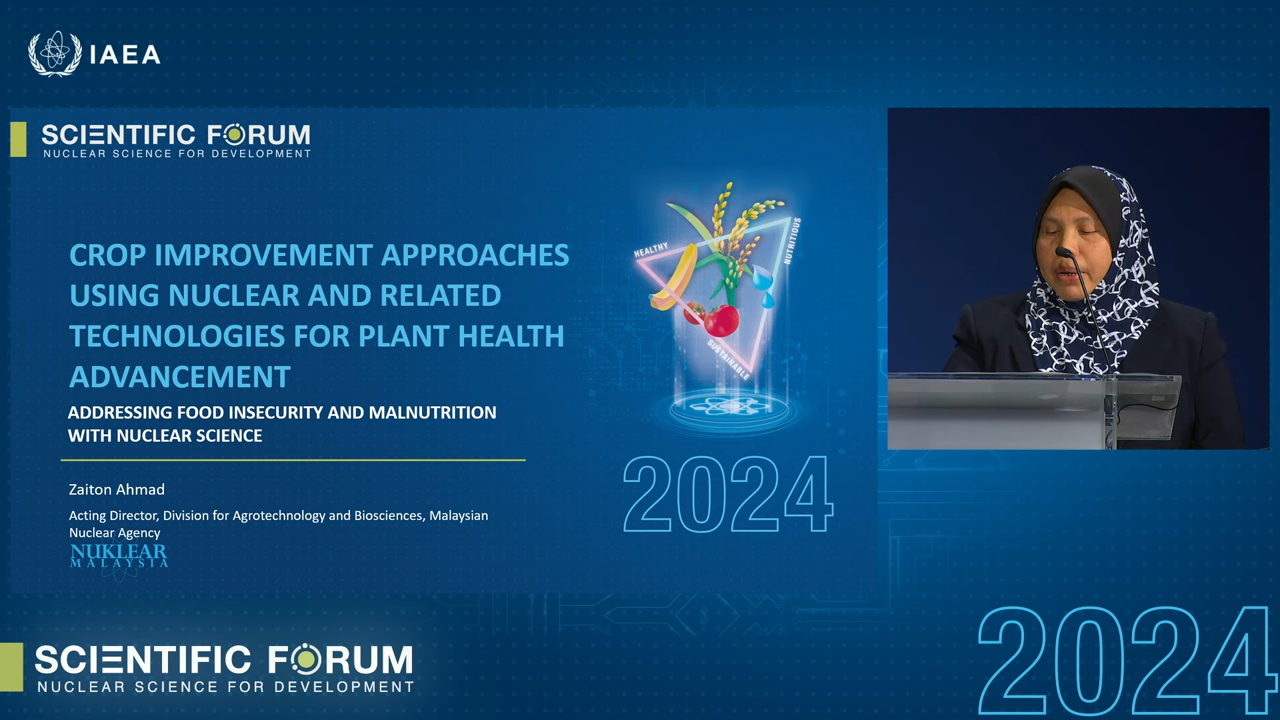 IAEA
SCIENTIFIC FORUM
NUCLEAR SCIENCE FOR DEVELOPMENT
CROP IMPROVEMENT APPROACHES
USING NUCLEAR AND RELATED
TECHNOLOGIES FOR PLANT HEALTH
ADVANCEMENT
ADDRESSING FOOD INSECURITY AND MALNUTRITION
WITH NUCLEAR SCIENCE
Zaiton Ahmad
Acting Director, Division for Agrotechnology and Biosciences, Malaysian
Nuclear Agency
NUKLEAR
MALAYSIA
HEALTHY
NUTRITIOUS
SUSTAINABLE
2024
SCIENTIFIC FORUM
NUCLEAR SCIENCE FOR DEVELOPMENT
2024